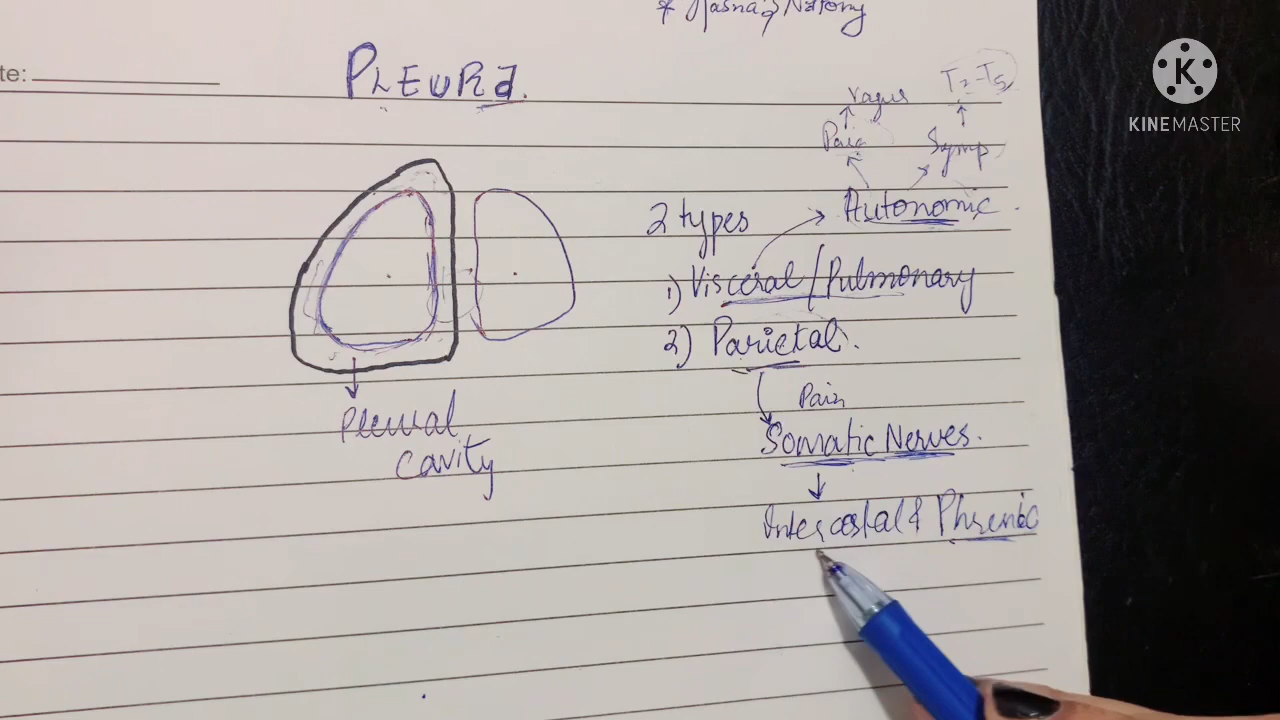 te:
PLEURA.
KINEMASTER
vagus T2-T5
Para Symp
Autonomic
2 types
1) Visceral/Pulmonary
2) Parietal.
Pain
Somatic Nerves.
Intercostal & Phrenic
Pleural
cavity